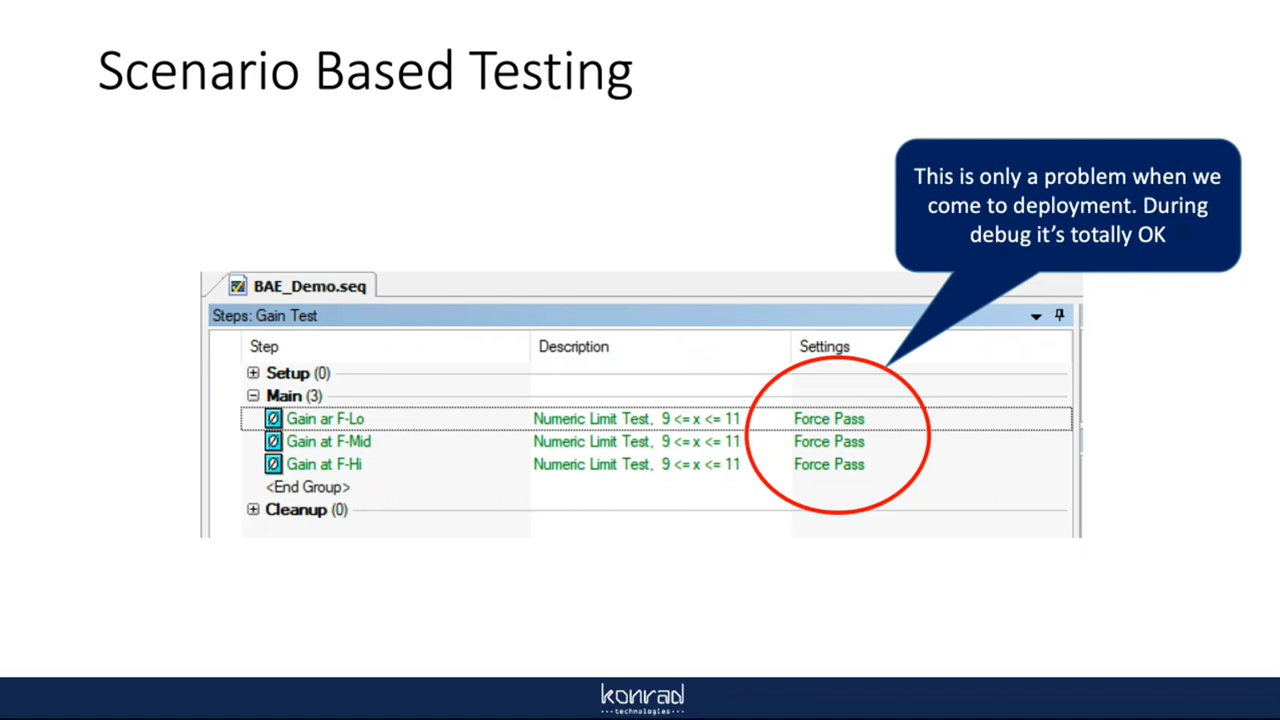 Scenario Based Testing
This is only a problem when we
come to deployment. During
debug it's totally OK
BAE_Demo.seq
Steps: Gain Test
Step Description Settings
Setup (0)
Main (3)
Gain ar F-Lo Numeric Limit Test, 9 <= x <= 11 Force Pass
Gain at F-Mid Numeric Limit Test, 9 <= x <= 11 Force Pass
Gain at F-Hi Numeric Limit Test, 9 <= x <= 11 Force Pass
<End Group>
Cleanup (0)
konrad
technologies